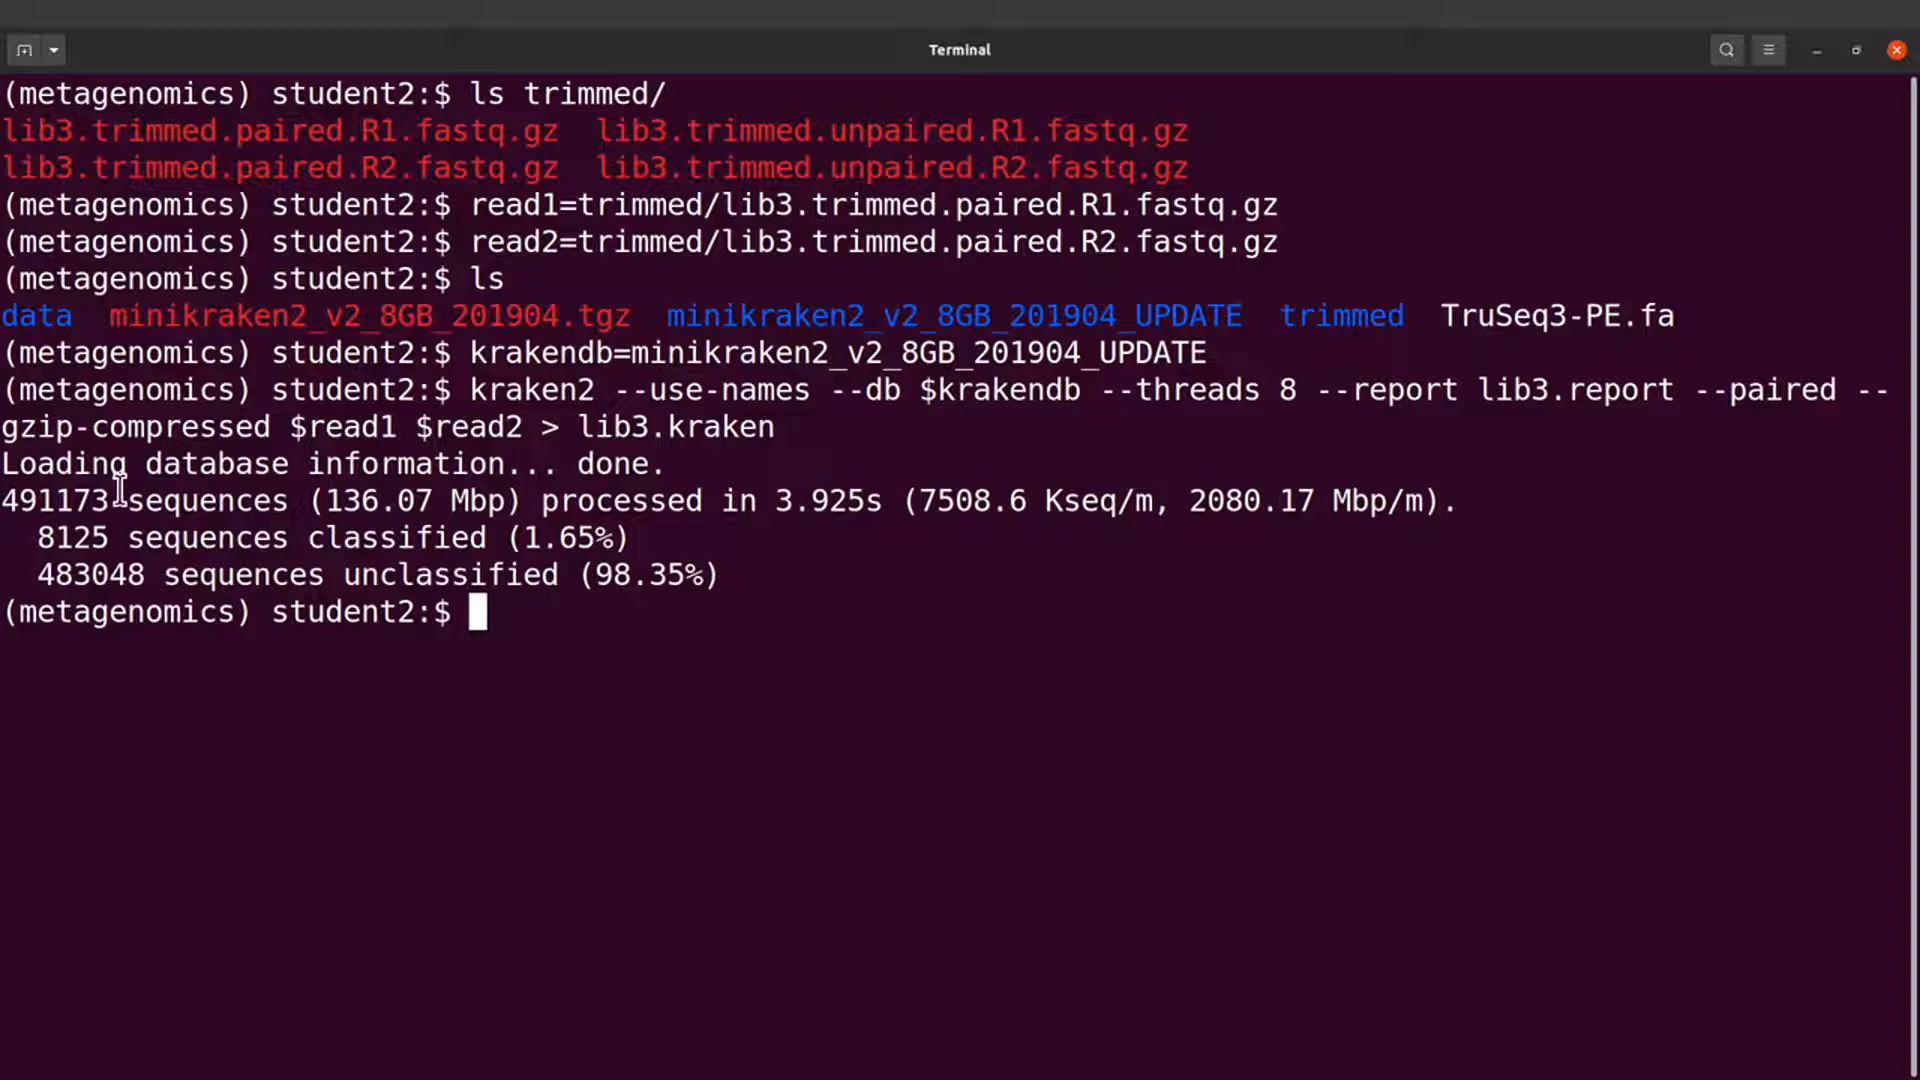 Terminal
(metagenomics) student2:$ ls trimmed/
lib3.trimmed.paired.R1.fastq.gz  lib3.trimmed.unpaired.R1.fastq.gz
lib3.trimmed.paired.R2.fastq.gz  lib3.trimmed.unpaired.R2.fastq.gz
(metagenomics) student2:$ read1=trimmed/lib3.trimmed.paired.R1.fastq.gz
(metagenomics) student2:$ read2=trimmed/lib3.trimmed.paired.R2.fastq.gz
(metagenomics) student2:$ ls
data  minikraken2_v2_8GB_201904.tgz  minikraken2_v2_8GB_201904_UPDATE  trimmed  TruSeq3-PE.fa
(metagenomics) student2:$ krakendb=minikraken2_v2_8GB_201904_UPDATE
(metagenomics) student2:$ kraken2 --use-names --db $krakendb --threads 8 --report lib3.report --paired --
gzip-compressed $read1 $read2 > lib3.kraken
Loading database information... done.
491173 sequences (136.07 Mbp) processed in 3.925s (7508.6 Kseq/m, 2080.17 Mbp/m).
  8125 sequences classified (1.65%)
  483048 sequences unclassified (98.35%)
(metagenomics) student2:$